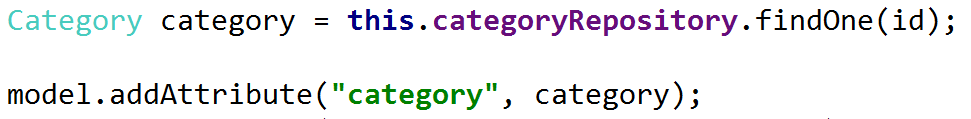 Category category = this.categoryRepository.findOne(id);
model.addAttribute("category", category);